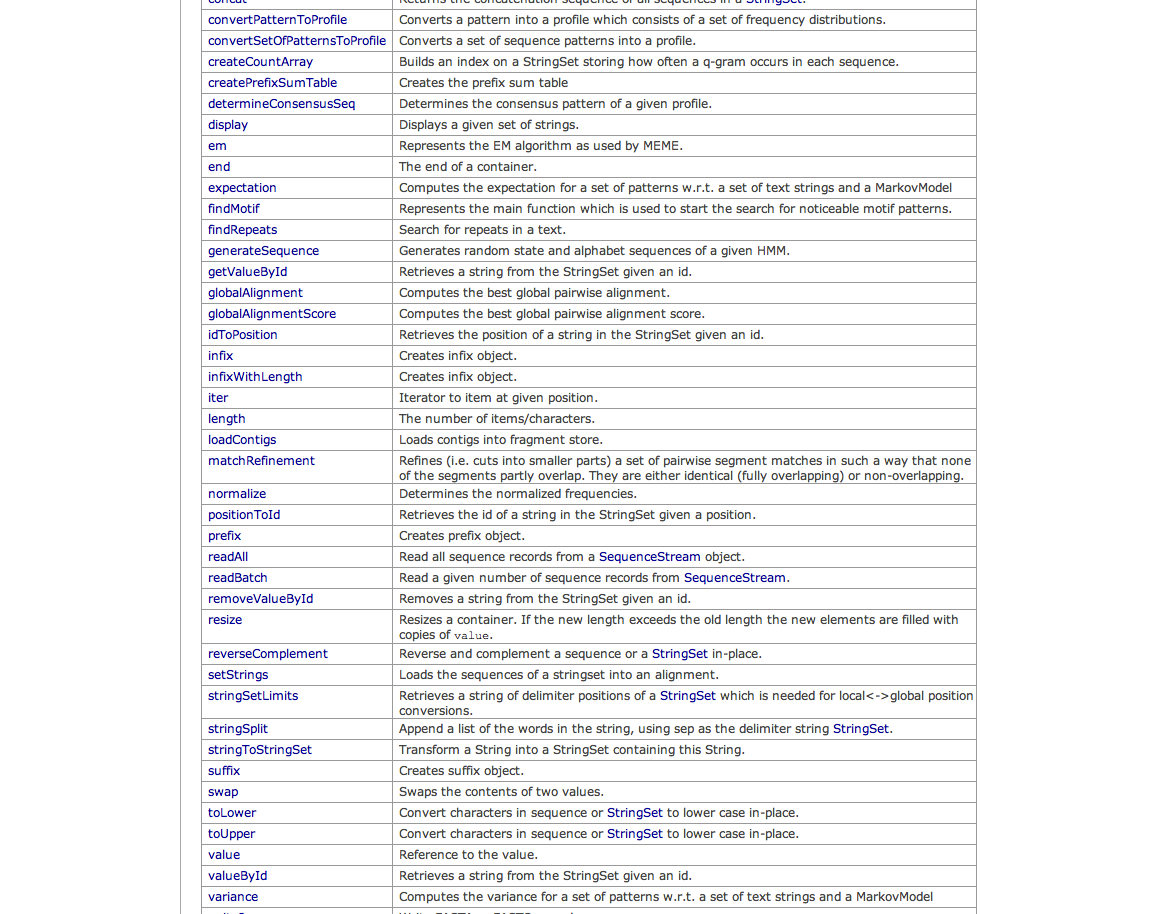 concat Returns the concatenation sequence of all sequences in a StringSet.
convertPatternToProfile Converts a pattern into a profile which consists of a set of frequency distributions.
convertSetOfPatternsToProfile Converts a set of sequence patterns into a profile.
createCountArray Builds an index on a StringSet storing how often a q-gram occurs in each sequence.
createPrefixSumTable Creates the prefix sum table
determineConsensusSeq Determines the consensus pattern of a given profile.
display Displays a given set of strings.
em Represents the EM algorithm as used by MEME.
end The end of a container.
expectation Computes the expectation for a set of patterns w.r.t. a set of text strings and a MarkovModel
findMotif Represents the main function which is used to start the search for noticeable motif patterns.
findRepeats Search for repeats in a text.
generateSequence Generates random state and alphabet sequences of a given HMM.
getValueById Retrieves a string from the StringSet given an id.
globalAlignment Computes the best global pairwise alignment.
globalAlignmentScore Computes the best global pairwise alignment score.
idToPosition Retrieves the position of a string in the StringSet given an id.
infix Creates infix object.
infixWithLength Creates infix object.
iter Iterator to item at given position.
length The number of items/characters.
loadContigs Loads contigs into fragment store.
matchRefinement Refines (i.e. cuts into smaller parts) a set of pairwise segment matches in such a way that none
of the segments partly overlap. They are either identical (fully overlapping) or non-overlapping.
normalize Determines the normalized frequencies.
positionToId Retrieves the id of a string in the StringSet given a position.
prefix Creates prefix object.
readAll Read all sequence records from a SequenceStream object.
readBatch Read a given number of sequence records from SequenceStream.
removeValueById Removes a string from the StringSet given an id.
resize Resizes a container. If the new length exceeds the old length the new elements are filled with
copies of value.
reverseComplement Reverse and complement a sequence or a StringSet in-place.
setStrings Loads the sequences of a stringset into an alignment.
stringSetLimits Retrieves a string of delimiter positions of a StringSet which is needed for local<->global position
conversions.
stringSplit Append a list of the words in the string, using sep as the delimiter string StringSet.
stringToStringSet Transform a String into a StringSet containing this String.
suffix Creates suffix object.
swap Swaps the contents of two values.
toLower Convert characters in sequence or StringSet to lower case in-place.
toUpper Convert characters in sequence or StringSet to lower case in-place.
value Reference to the value.
valueById Retrieves a string from the StringSet given an id.
variance Computes the variance for a set of patterns w.r.t. a set of text strings and a MarkovModel